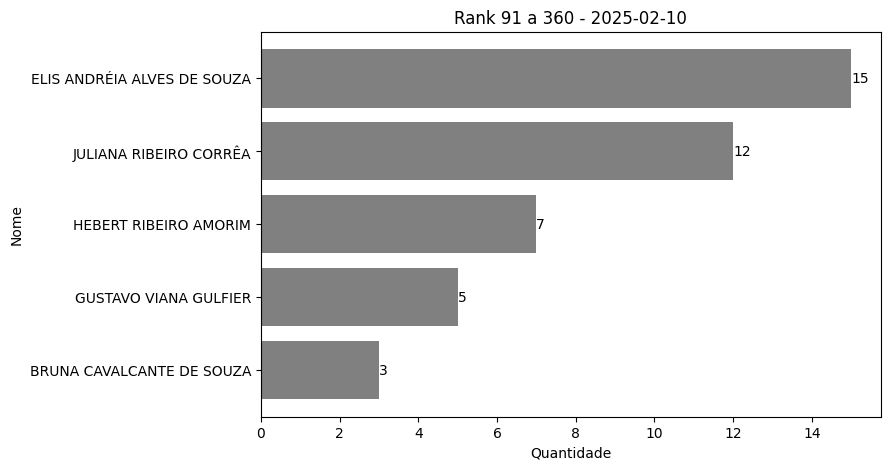 Rank 91 a 360 - 2025-02-10
ELIS ANDRÉIA ALVES DE SOUZA
15
JULIANA RIBEIRO CORRÊA
12
HEBERT RIBEIRO AMORIM
7
GUSTAVO VIANA GULFIER
5
BRUNA CAVALCANTE DE SOUZA
3
Nome
0 2 4 6 8 10 12 14
Quantidade